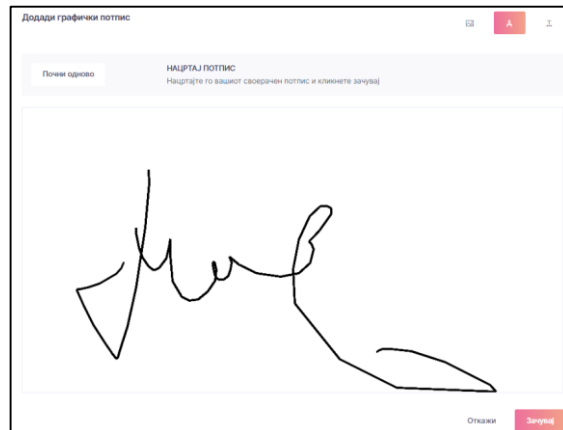 Додади графички потпис
A
T
Почни одново
НАЦРТАЈ ПОТПИС
Нацртајте го вашиот своерачен потпис и кликнете зачувај
Откажи
Зачувај